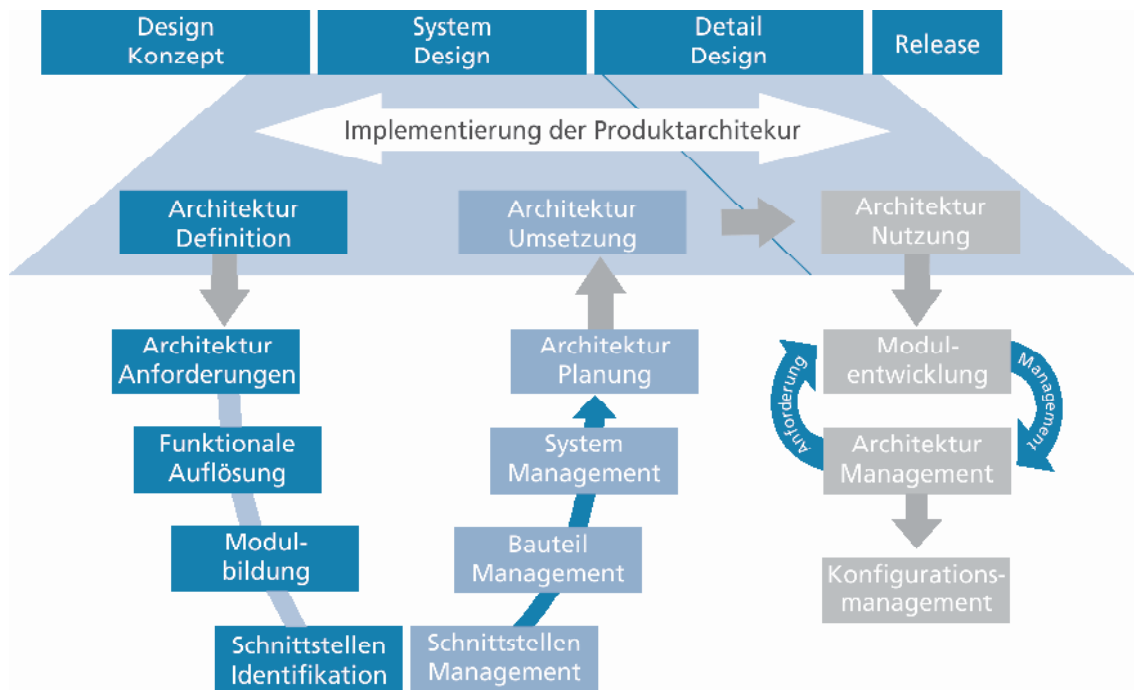 Design
Konzept
System
Design
Detail
Design
Release
Implementierung der Produktarchitekur
Architektur
Definition
Architektur
Umsetzung
Architektur
Nutzung
Architektur
Anforderungen
Funktionale
Auflösung
Modul-
bildung
Schnittstellen
Identifikation
Architektur
Planung
System
Management
Bauteil
Management
Schnittstellen
Management
Modul-
entwicklung
Anforderung
Management
Architektur
Management
Konfigurations-
management